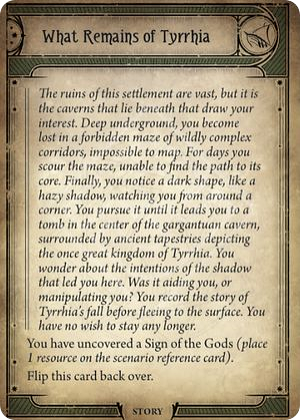 What Remains of Tyrrhia
The ruins of this settlement are vast, but it is
the caverns that lie beneath that draw your
interest. Deep underground, you become
lost in a forbidden maze of wildly complex
corridors, impossible to map. For days you
scour the maze, unable to find the path to its
core. Finally, you notice a dark shape, like a
hazy shadow, watching you from around a
corner. You pursue it until it leads you to a
tomb in the center of the gargantuan cavern,
surrounded by ancient tapestries depicting
the once great kingdom of Tyrrhia. You
wonder about the intentions of the shadow
that led you here. Was it aiding you, or
manipulating you? You record the story of
Tyrrhia's fall before fleeing to the surface. You
have no wish to stay any longer.
You have uncovered a Sign of the Gods (place
1 resource on the scenario reference card).
Flip this card back over.
STORY